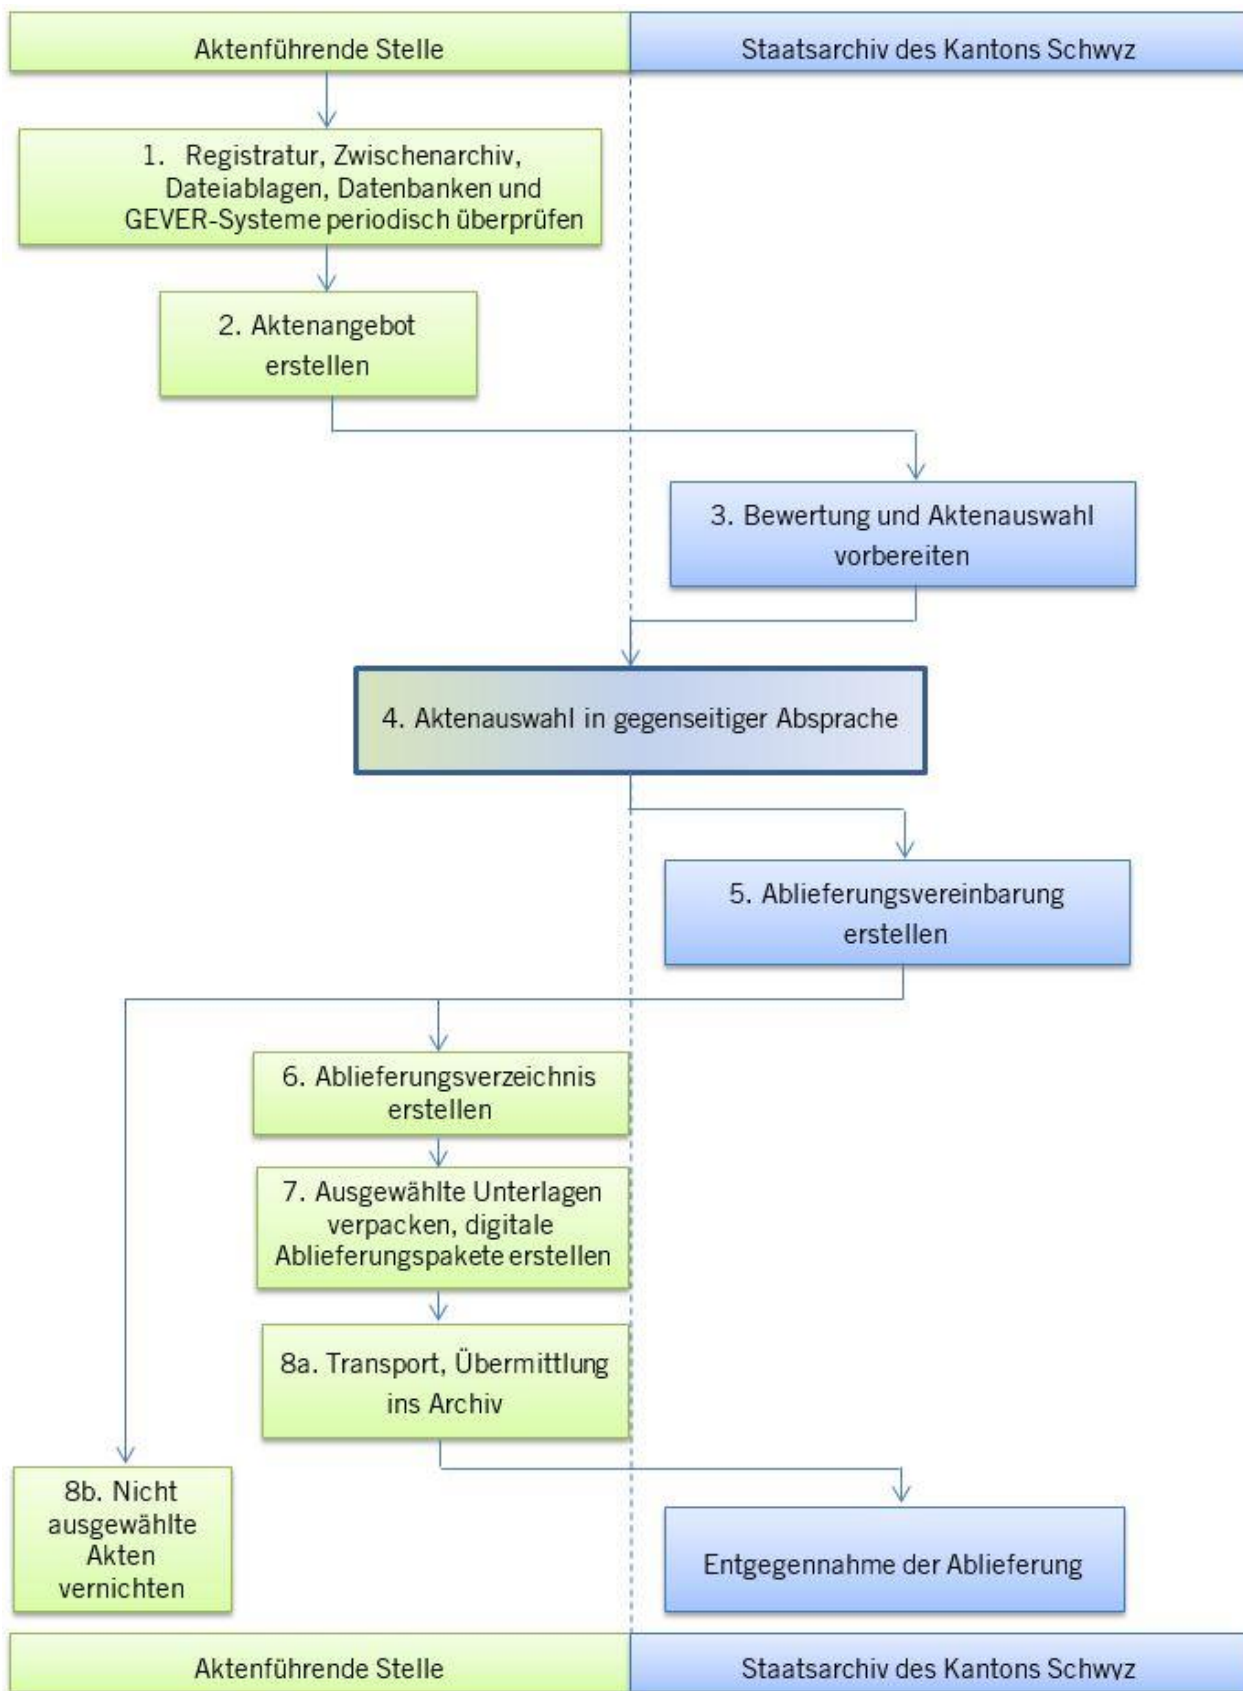 Aktenführende Stelle
Staatsarchiv des Kantons Schwyz
1. Registratur, Zwischenarchiv,
Dateiablagen, Datenbanken und
GEVER-Systeme periodisch überprüfen
2. Aktenangebot
erstellen
3. Bewertung und Aktenauswahl
vorbereiten
4. Aktenauswahl in gegenseitiger Absprache
5. Ablieferungsvereinbarung
erstellen
6. Ablieferungsverzeichnis
erstellen
7. Ausgewählte Unterlagen
verpacken, digitale
Ablieferungspakete erstellen
8a. Transport, Übermittlung
ins Archiv
8b. Nicht
ausgewählte
Akten
vernichten
Entgegennahme der Ablieferung
Aktenführende Stelle
Staatsarchiv des Kantons Schwyz